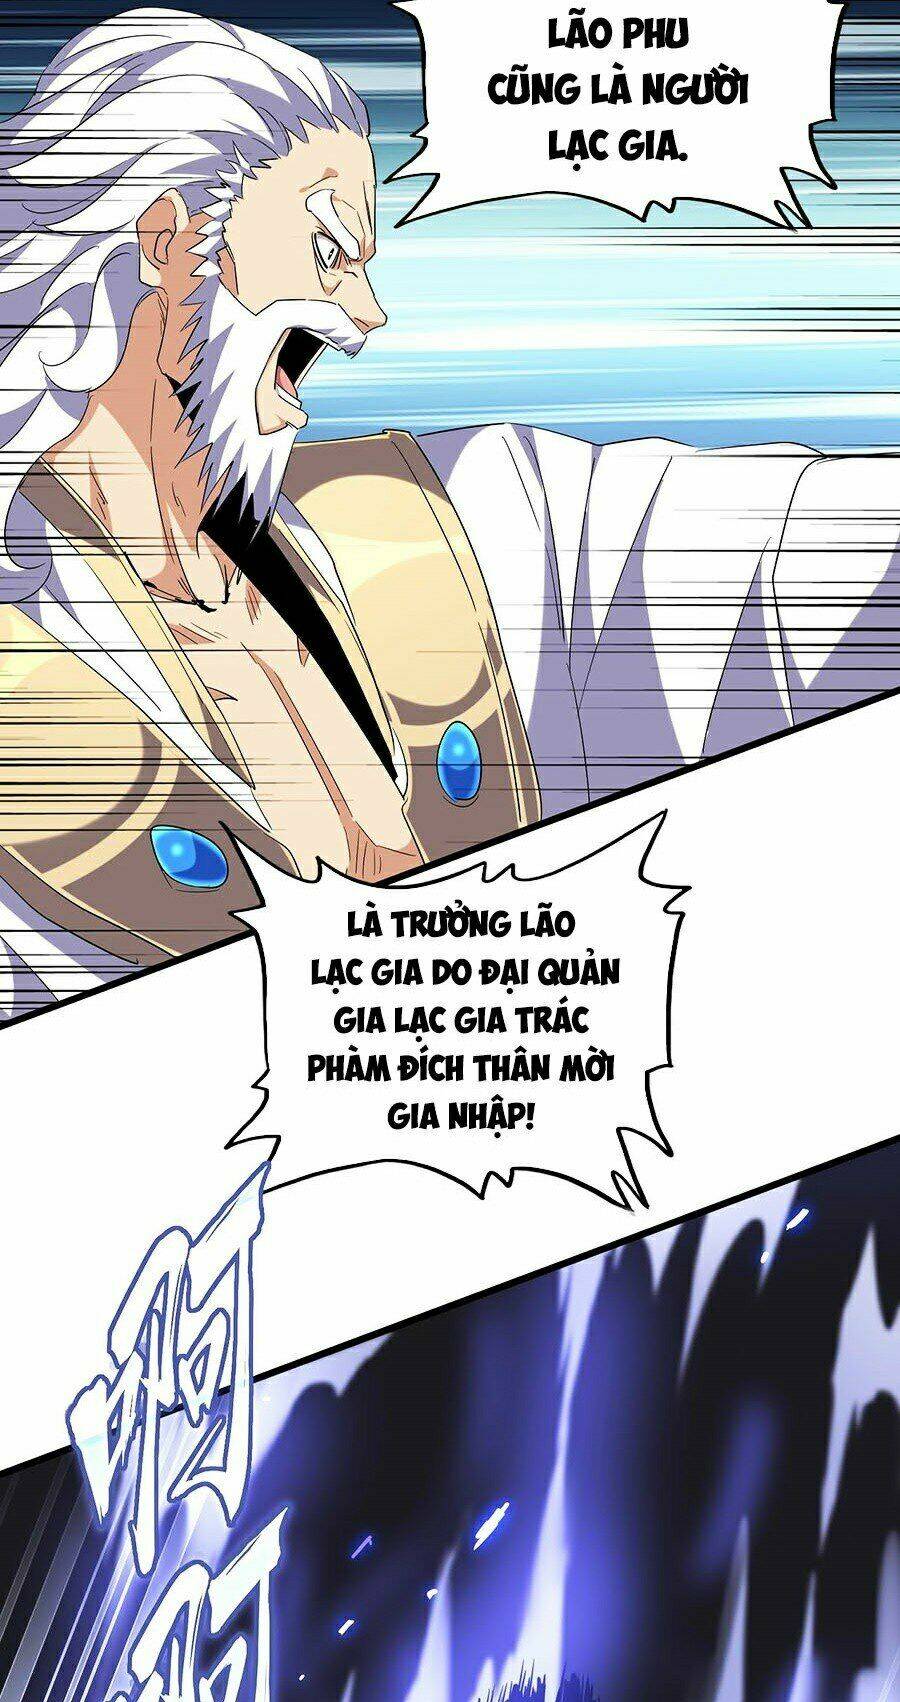 LÃO PHU
CŨNG LÀ NGƯỜI
LẠC GIA.
LÀ TRƯỞNG LÃO
LẠC GIA DO ĐẠI QUẢN
GIA LẠC GIA TRÁC
PHÀM ĐÍCH THÂN MỜI
GIA NHẬP!